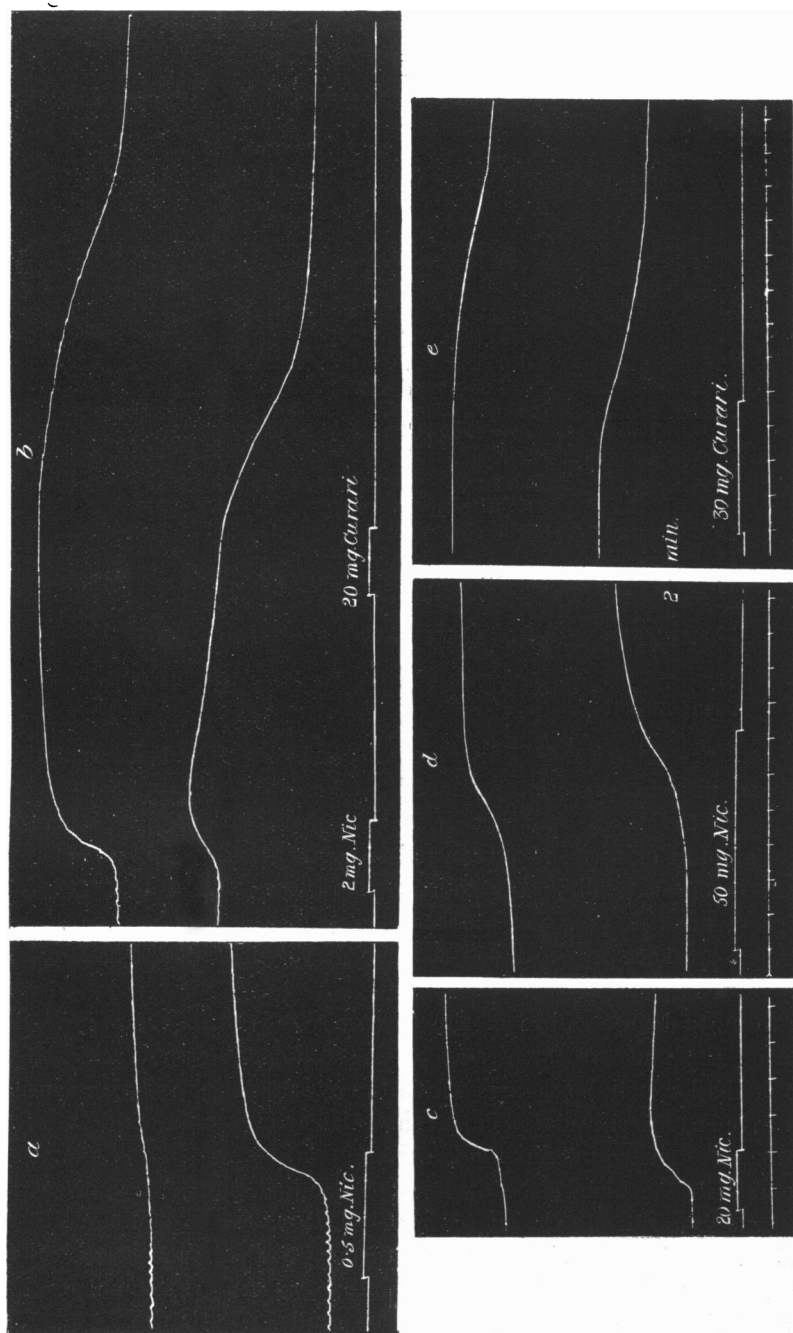 a
0·5 mg. Nic.
b
2 mg. Nic
20 mg. Curari
c
20 mg. Nic.
d
50 mg. Nic.
2 min.
e
30 mg. Curari.